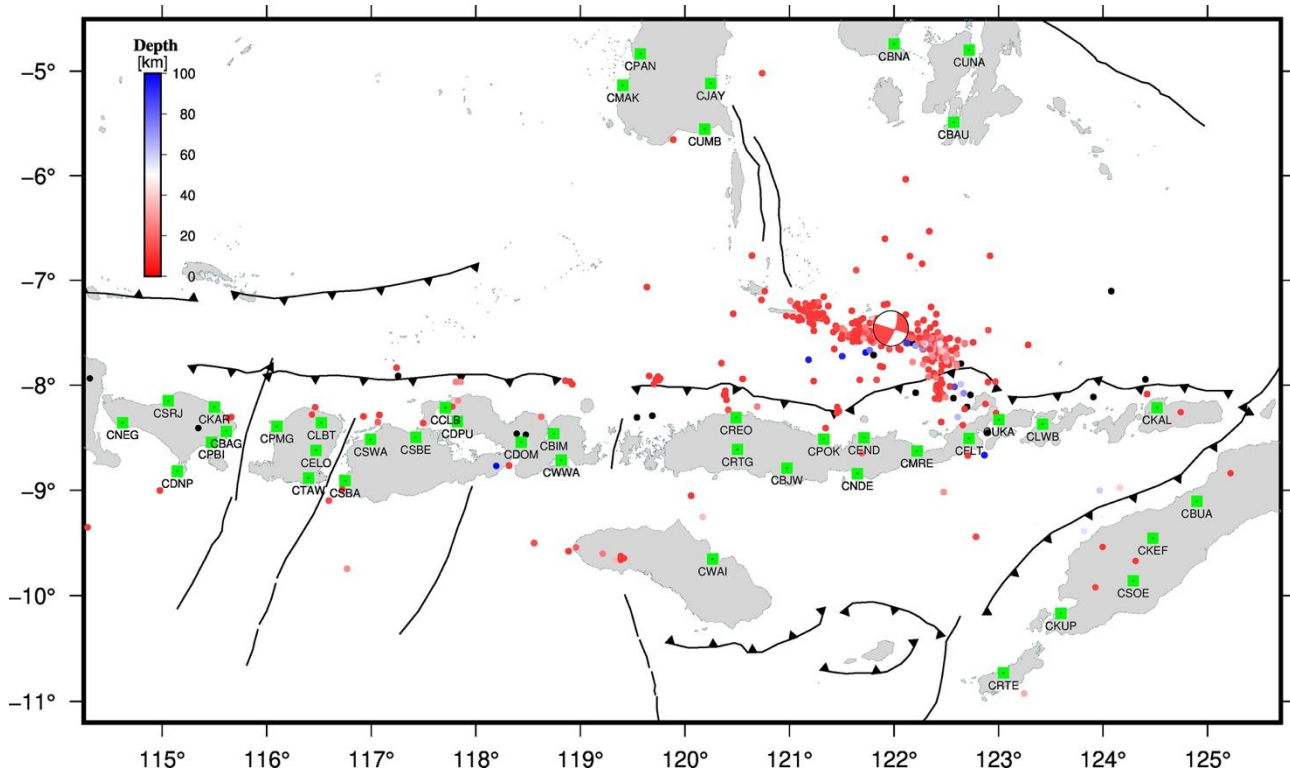 Depth
[km]
100
80
60
40
20
0
−5°
−6°
−7°
−8°
−9°
−10°
−11°
CPAN
CMAK
CJAY
CUMB
CBNA
CUNA
CBAU
CSRJ
CKAR
CNEG
CBAG
CPBI
CDNP
CPMG
CLBT
CELO
CTAW
CSBA
CSWA
CSBE
CCLB
CDPU
CDOM
CBIM
CWWA
CREO
CRTG
CBJW
CPOK
CEND
CNDE
CMRE
CFLT
CLWB
CKAL
CWAI
CBUA
CKEF
CSOE
CKUP
CRTE
115°
116°
117°
118°
119°
120°
121°
122°
123°
124°
125°